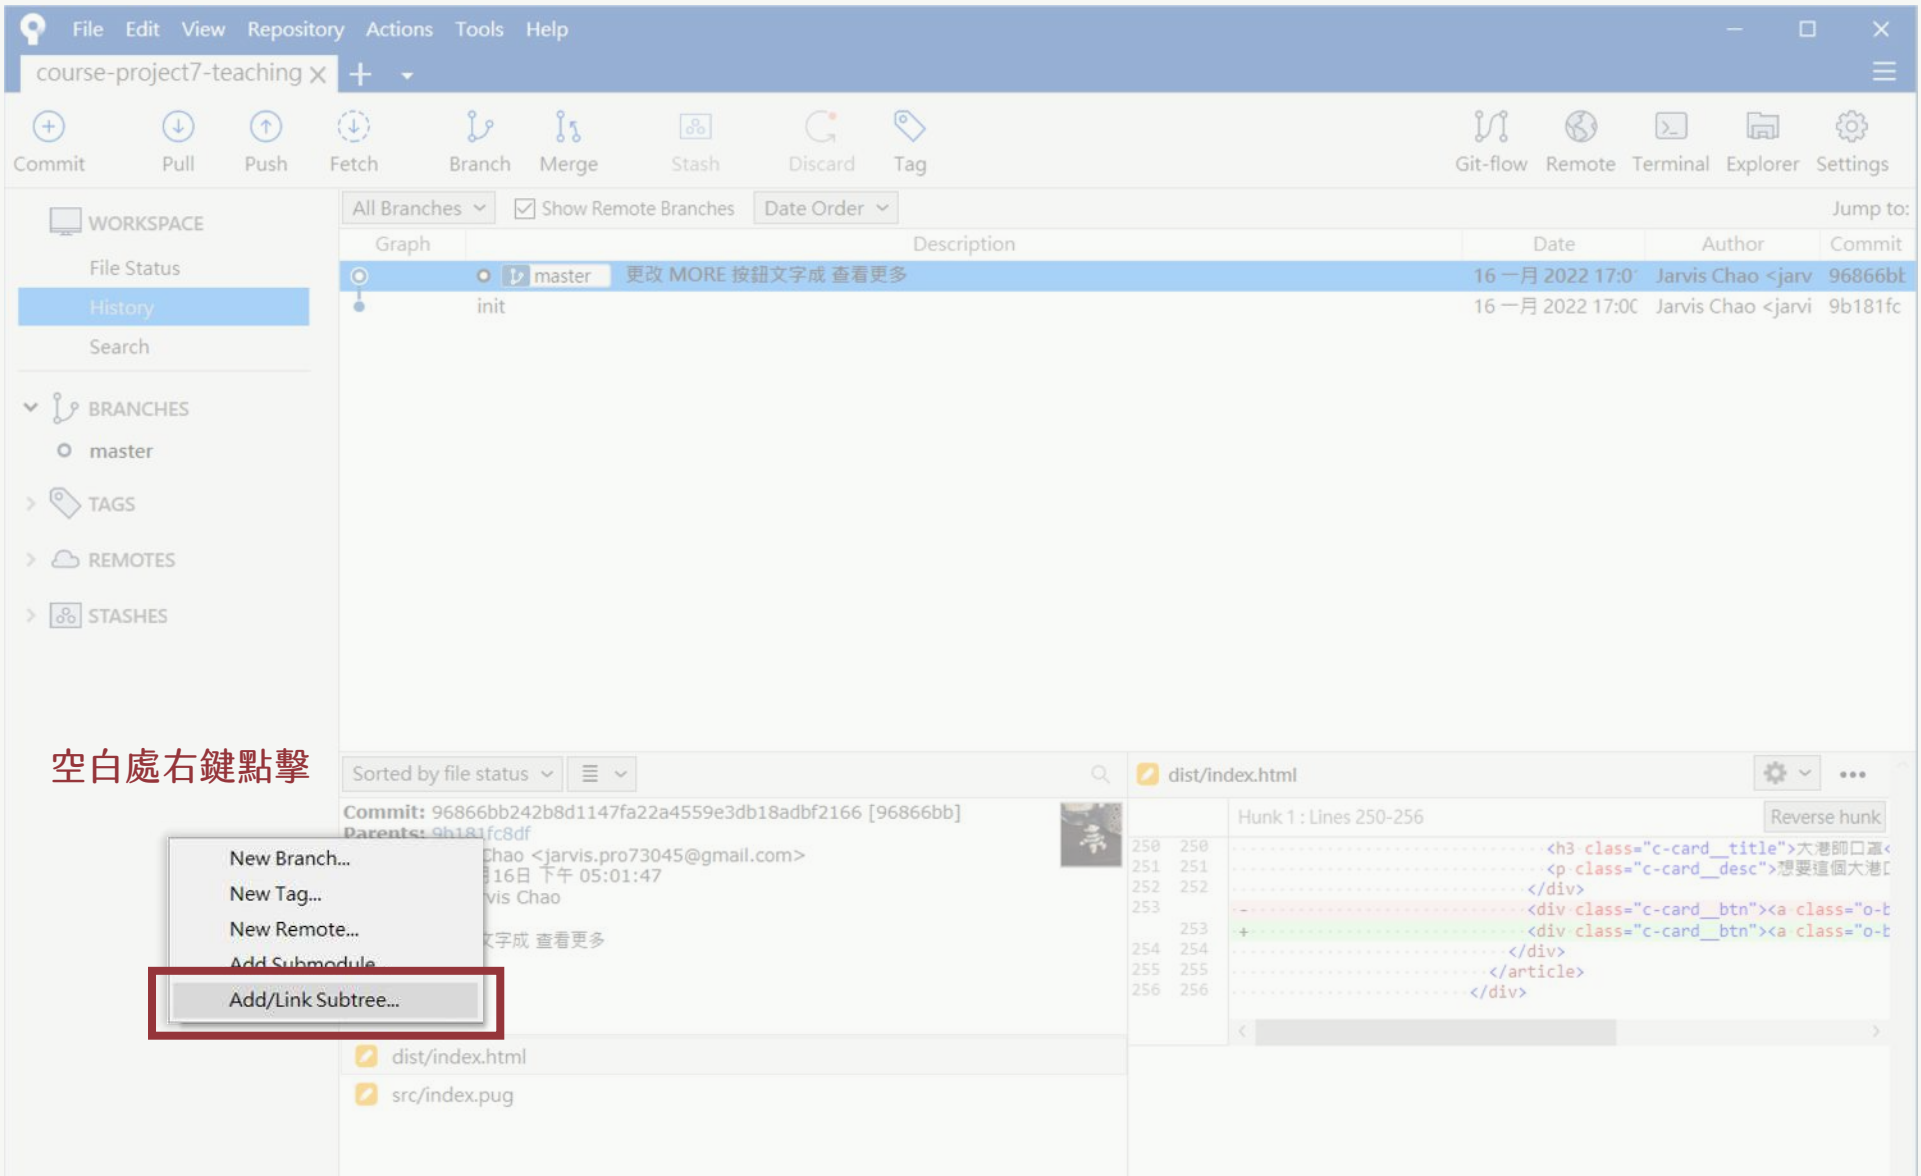 File Edit View Repository Actions Tools Help
course-project7-teaching
Commit Pull Push Fetch Branch Merge Stash Discard Tag Git-flow Remote Terminal Explorer Settings
WORKSPACE
File Status
History
Search
BRANCHES
master
TAGS
REMOTES
STASHES
空白處右鍵點擊
All Branches Show Remote Branches Date Order Jump to:
Graph Description Date Author Commit
master 更改 MORE 按鈕文字成 查看更多 16 一月 2022 17:0 Jarvis Chao <jarv 96866bb
init 16 一月 2022 17:00 Jarvis Chao <jarvi 9b181fc
Sorted by file status
Commit: 96866bb242b8d1147fa22a4559e3db18adbf2166 [96866bb]
Parents: 9b181fc8df
Chao <jarvis.pro73045@gmail.com>
月16日 下午 05:01:47
vis Chao
文字成 查看更多
New Branch...
New Tag...
New Remote...
Add Submodule...
Add/Link Subtree...
dist/index.html
src/index.pug
dist/index.html
Hunk 1 : Lines 250-256 Reverse hunk
250 250 <h3 class="c-card__title">大港師口罩<
251 251 <p class="c-card__desc">想要這個大港
252 252 </div>
253 - <div class="c-card__btn"><a class="o-b
253 + <div class="c-card__btn"><a class="o-b
254 254 </div>
255 255 </article>
256 256 </div>